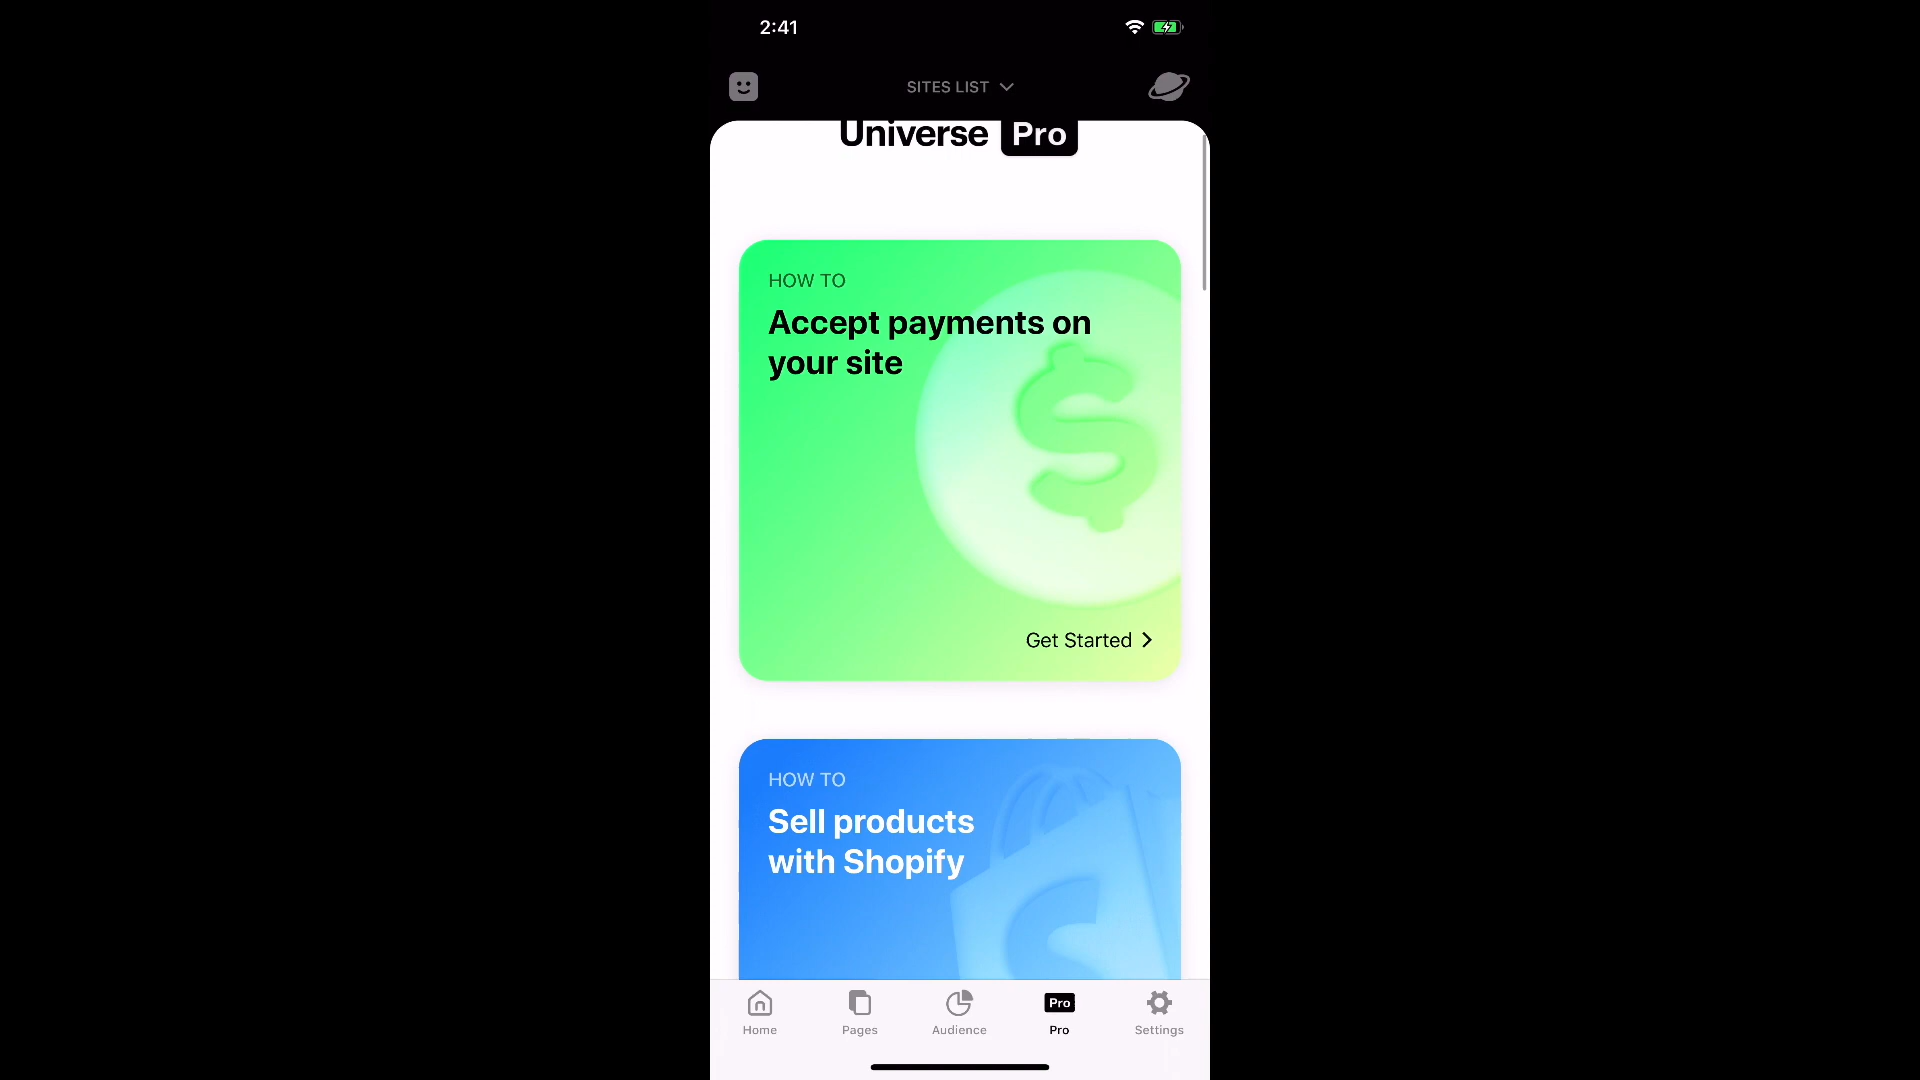 2:41
SITES LIST
Universe Pro
HOW TO
Accept payments on
your site
Get Started
HOW TO
Sell products
with Shopify
Pro
Home
Pages
Audience
Pro
Settings